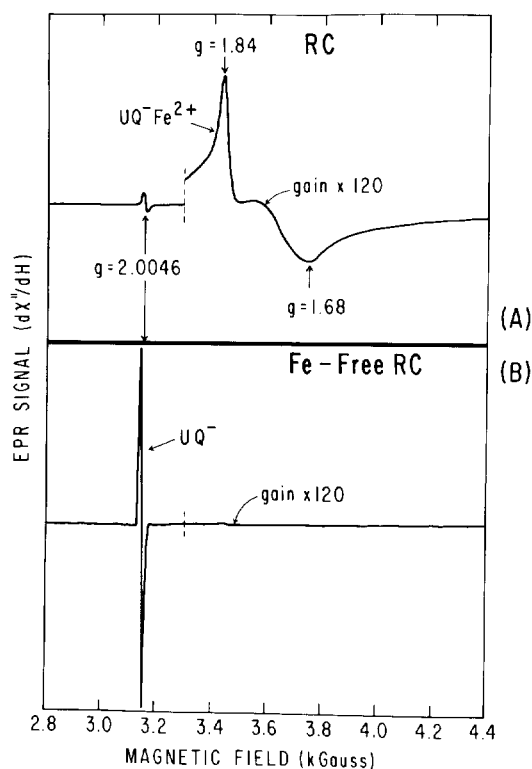 g=1.84
RC
UQ⁻Fe²⁺
gain x 120
g=2.0046
g=1.68
(A)
Fe-Free RC
(B)
UQ⁻
gain x120
EPR SIGNAL (dX"/dH)
2.8 3.0 3.2 3.4 3.6 3.8 4.0 4.2 4.4
MAGNETIC FIELD (kGauss)